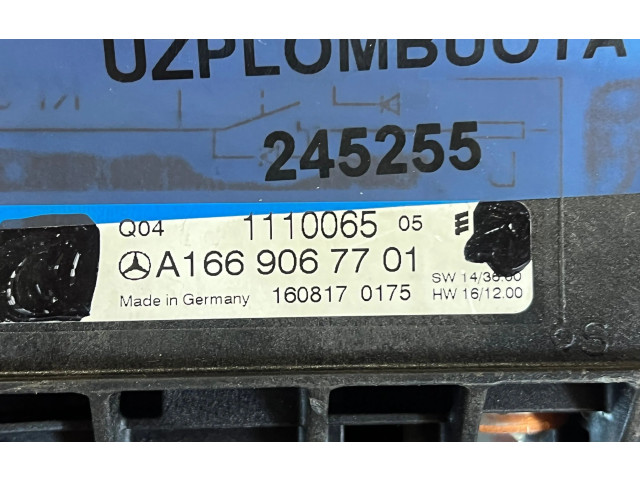 UZPLOMBUOTA
245255
Q04 1110065 05
A166 906 77 01
SW 14/38.00
Made in Germany 160817 0175 HW 16/12.00